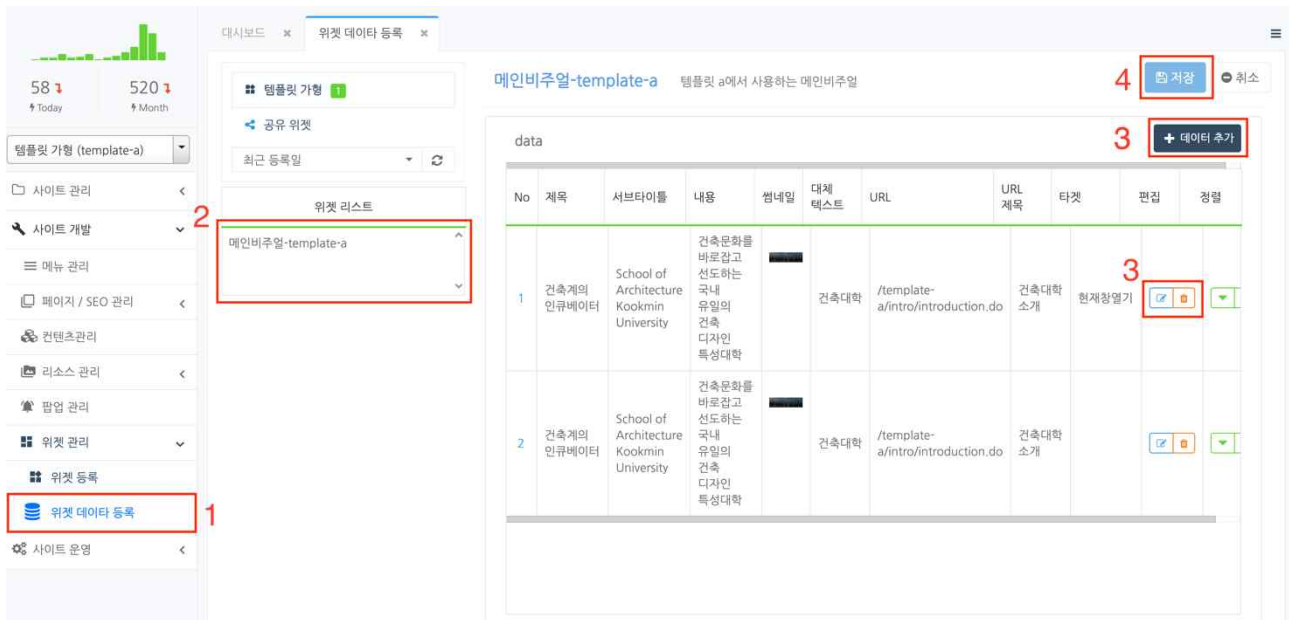 58
520
Today
Month
템플릿 가형 (template-a)
사이트 관리
사이트 개발
메뉴 관리
페이지 / SEO 관리
컨텐츠관리
리소스 관리
팝업 관리
위젯 관리
위젯 등록
위젯 데이타 등록
1
사이트 운영
대시보드
위젯 데이타 등록
템플릿 가형 1
공유 위젯
최근 등록일
위젯 리스트
2
메인비주얼-template-a
메인비주얼-template-a 템플릿 a에서 사용하는 메인비주얼
4
저장
취소
data
3
데이터 추가
No 제목 서브타이틀 내용 썸네일 대체 텍스트 URL URL 제목 타겟 편집 정렬
1
건축계의
인큐베이터
School of
Architecture
Kookmin
University
건축문화를
바로잡고
선도하는
국내
유일의
건축
디자인
특성대학
건축대학
/template-
a/intro/introduction.do
건축대학
소개
현재창열기
3
2
건축계의
인큐베이터
School of
Architecture
Kookmin
University
건축문화를
바로잡고
선도하는
국내
유일의
건축
디자인
특성대학
건축대학
/template-
a/intro/introduction.do
건축대학
소개